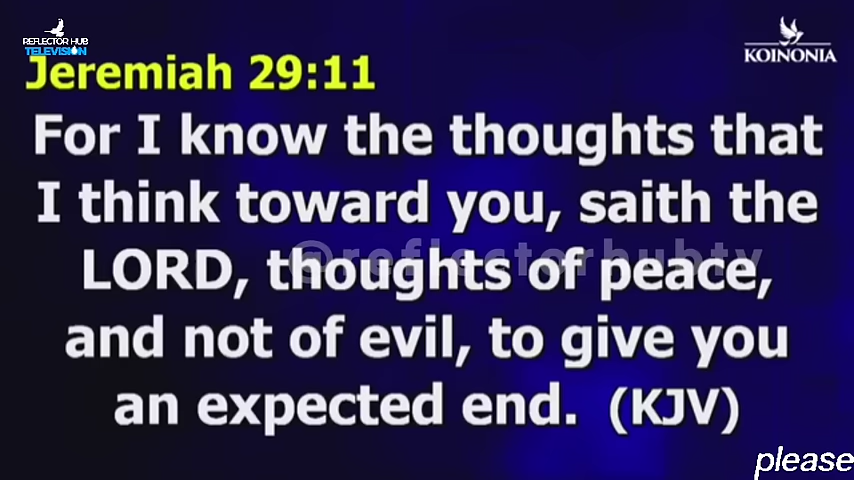 REFLECTOR HUB
TELEVISION
KOINONIA
Jeremiah 29:11
For I know the thoughts that
I think toward you, saith the
LORD, thoughts of peace,
and not of evil, to give you
an expected end. (KJV)
@reflectorhubtv
please